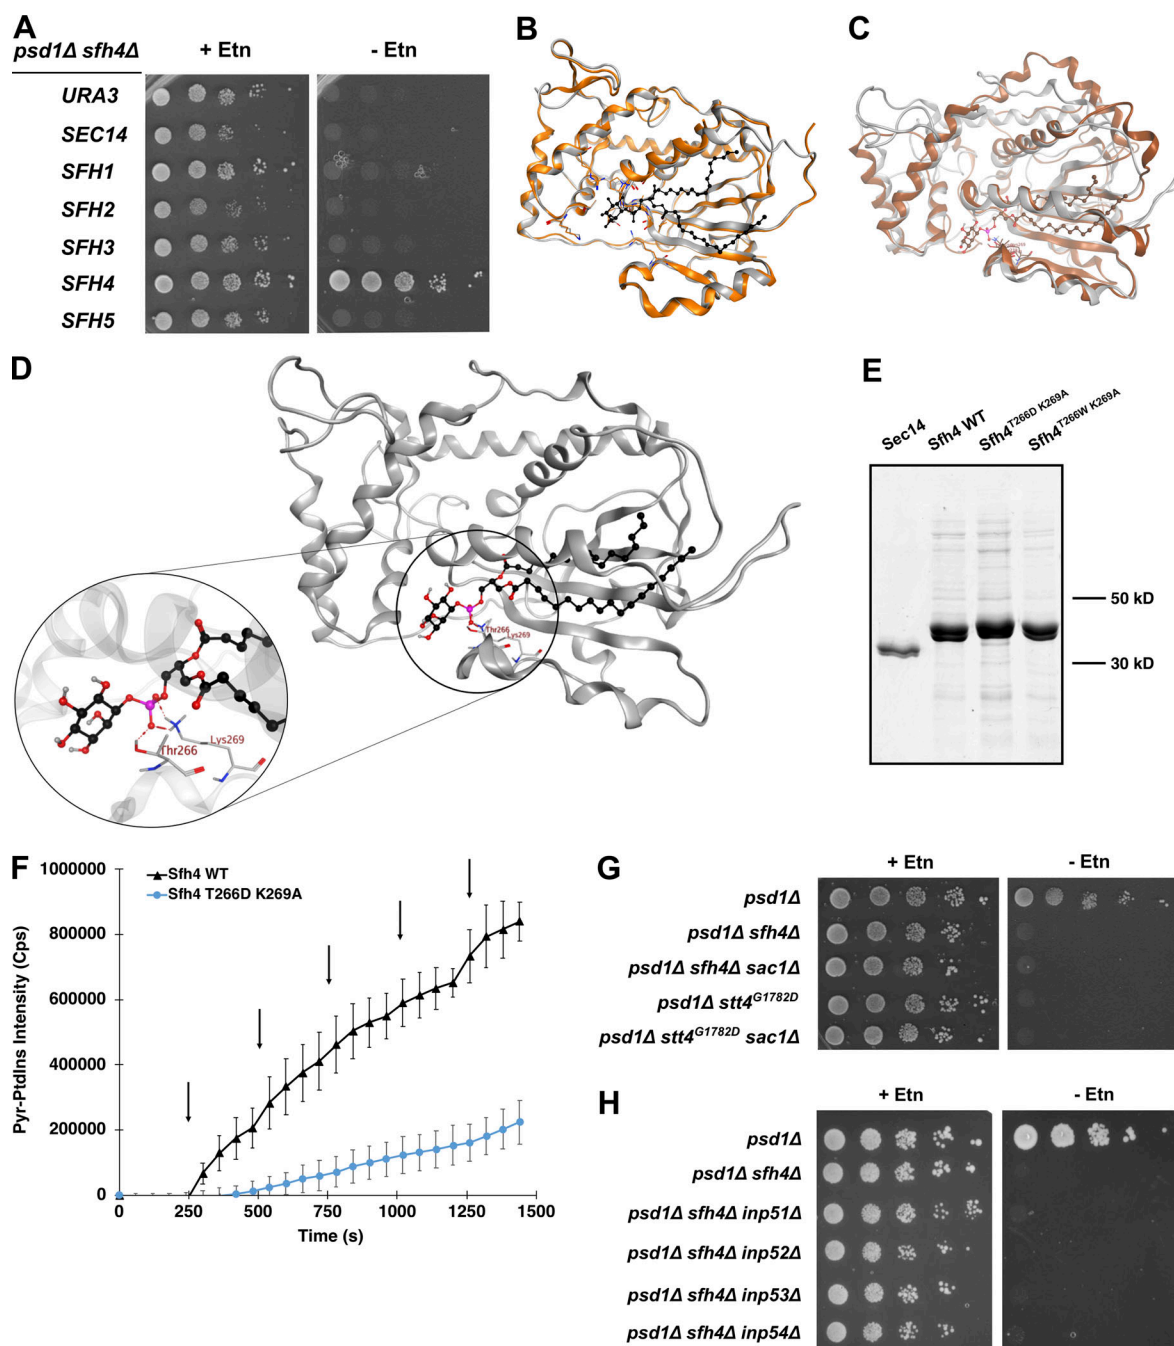 A
psd1Δ sfh4Δ
+ Etn
- Etn
URA3
SEC14
SFH1
SFH2
SFH3
SFH4
SFH5
B
C
D
Thr266
Lys269
Thr266
Lys269
E
Sec14
Sfh4 WT
Sfh4T266D K269A
Sfh4T266W K269A
50 kD
30 kD
F
Sfh4 WT
Sfh4 T266D K269A
Pyr-PtdIns Intensity (Cps)
1000000
800000
600000
400000
200000
0
0
250
500
750
1000
1250
1500
Time (s)
G
+ Etn
- Etn
psd1Δ
psd1Δ sfh4Δ
psd1Δ sfh4Δ sac1Δ
psd1Δ stt4G1782D
psd1Δ stt4G1782D sac1Δ
H
+ Etn
- Etn
psd1Δ
psd1Δ sfh4Δ
psd1Δ sfh4Δ inp51Δ
psd1Δ sfh4Δ inp52Δ
psd1Δ sfh4Δ inp53Δ
psd1Δ sfh4Δ inp54Δ